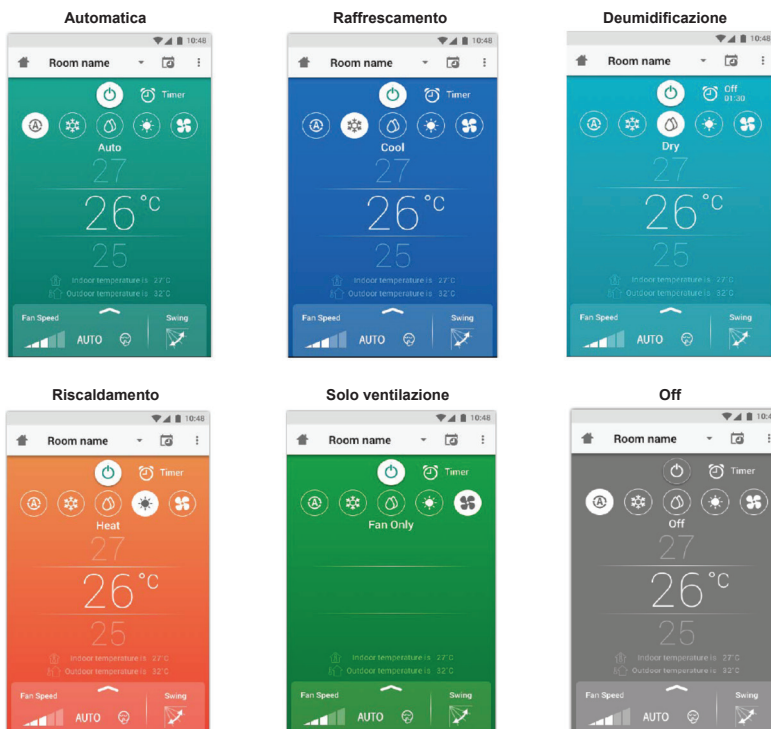 Automatica
10:48
Room name
Timer
Auto
27
26°C
25
Indoor temperature is 27°C
Outdoor temperature is 32°C
Fan Speed
Swing
AUTO
Raffrescamento
10:48
Room name
Timer
Cool
27
26°C
25
Indoor temperature is 27°C
Outdoor temperature is 32°C
Fan Speed
Swing
AUTO
Deumidificazione
10:48
Room name
Off
01:30
Dry
27
26°C
25
Indoor temperature is 27°C
Outdoor temperature is 32°C
Fan Speed
Swing
AUTO
Riscaldamento
10:48
Room name
Timer
Heat
27
26°C
25
Indoor temperature is 27°C
Outdoor temperature is 32°C
Fan Speed
Swing
AUTO
Solo ventilazione
10:48
Room name
Timer
Fan Only
Indoor temperature is 27°C
Outdoor temperature is 32°C
Fan Speed
Swing
AUTO
Off
10:4
Room name
Timer
Off
27
26°C
25
Indoor temperature is 27°C
Outdoor temperature is 32°C
Fan Speed
Swing
AUTO